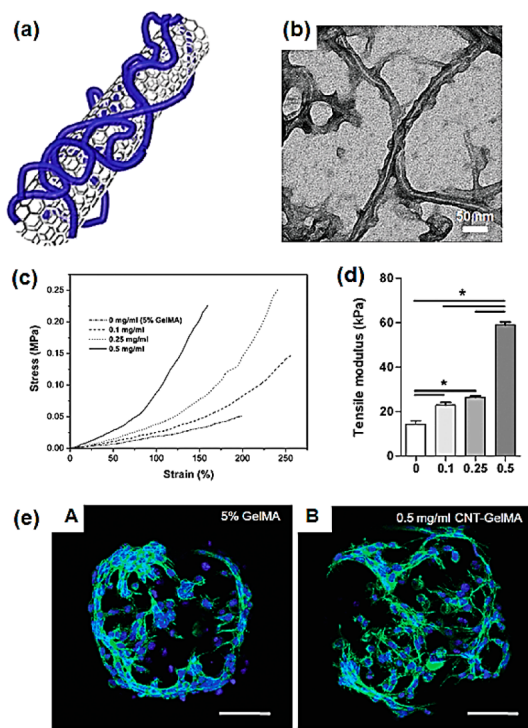 (a)
(b)
50 mm
(c)
0.25
0.20
0.15
0.10
0.05
0.00
Stress (MPa)
0 mg/ml (5% GelMA)
0.1 mg/ml
0.25 mg/ml
0.5 mg/ml
0 50 100 150 200 250
Strain (%)
(d)
80
60
40
20
0
Tensile modulus (kPa)
*
*
0 0.1 0.25 0.5
(e)
A
5% GelMA
B
0.5 mg/ml CNT-GelMA